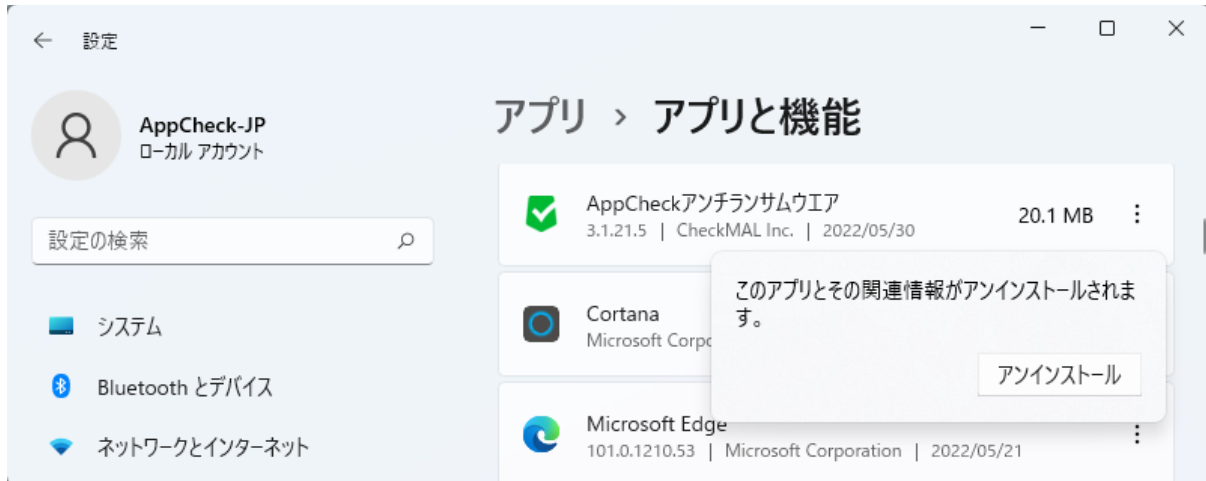 設定
AppCheck-JP
ローカル アカウント
設定の検索
システム
Bluetooth とデバイス
ネットワークとインターネット
アプリ › アプリと機能
AppCheckアンチランサムウエア
20.1 MB
3.1.21.5 | CheckMAL Inc. | 2022/05/30
このアプリとその関連情報がアンインストールされま
す。
アンインストール
Cortana
Microsoft Corpo
Microsoft Edge
101.0.1210.53 | Microsoft Corporation | 2022/05/21